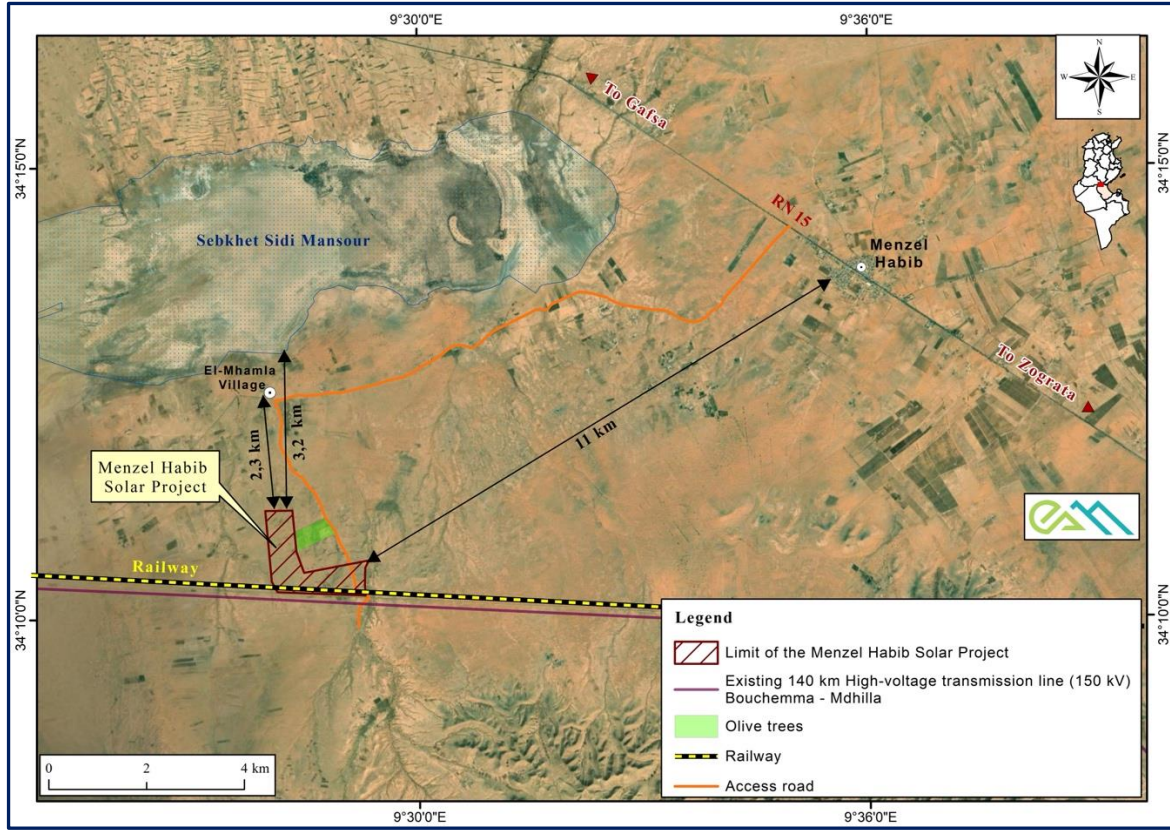 9°30'0"E
9°36'0"E
N
W
E
S
To Gafsa
34°15'0"N
34°15'0"N
RN 15
Sebkhet Sidi Mansour
Menzel
Habib
El-Mhamla
Village
To Zograta
2,3 km
3,2 km
11 km
Menzel Habib
Solar Project
Railway
34°10'0"N
34°10'0"N
Legend
Limit of the Menzel Habib Solar Project
Existing 140 km High-voltage transmission line (150 kV)
Bouchemma - Mdhilla
Olive trees
Railway
Access road
0 2 4 km
9°30'0"E
9°36'0"E